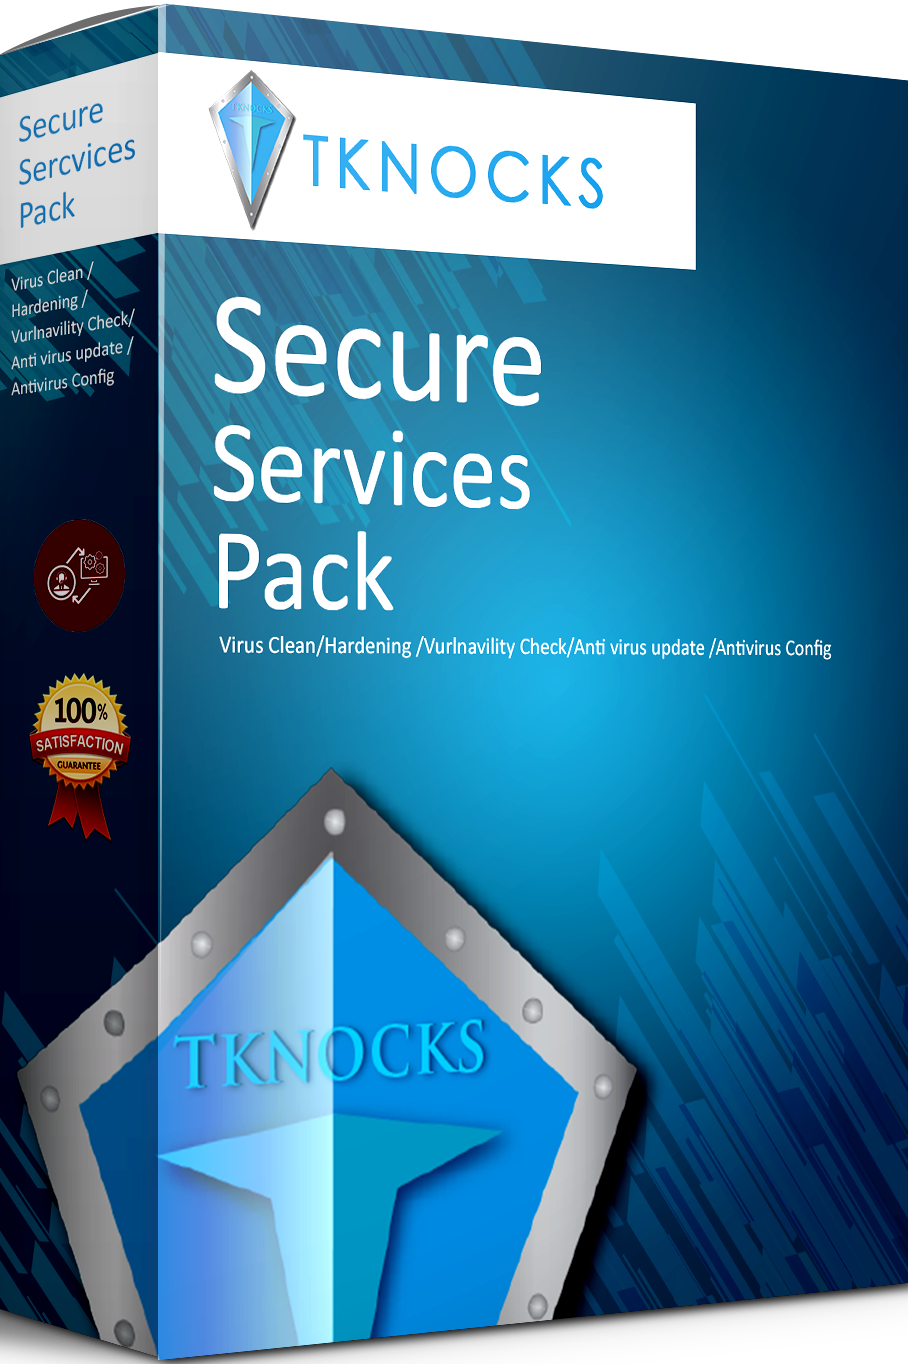 Secure
Sercvices
Pack
Virus Clean /
Hardening /
Vurlnavility Check/
Anti virus update /
Antivirus Config
100%
SATISFACTION
GUARANTEE
TKNOCKS
TKNOCKS
Secure
Services
Pack
Virus Clean/Hardening /Vurlnavility Check/Anti virus update /Antivirus Config
TKNOCKS